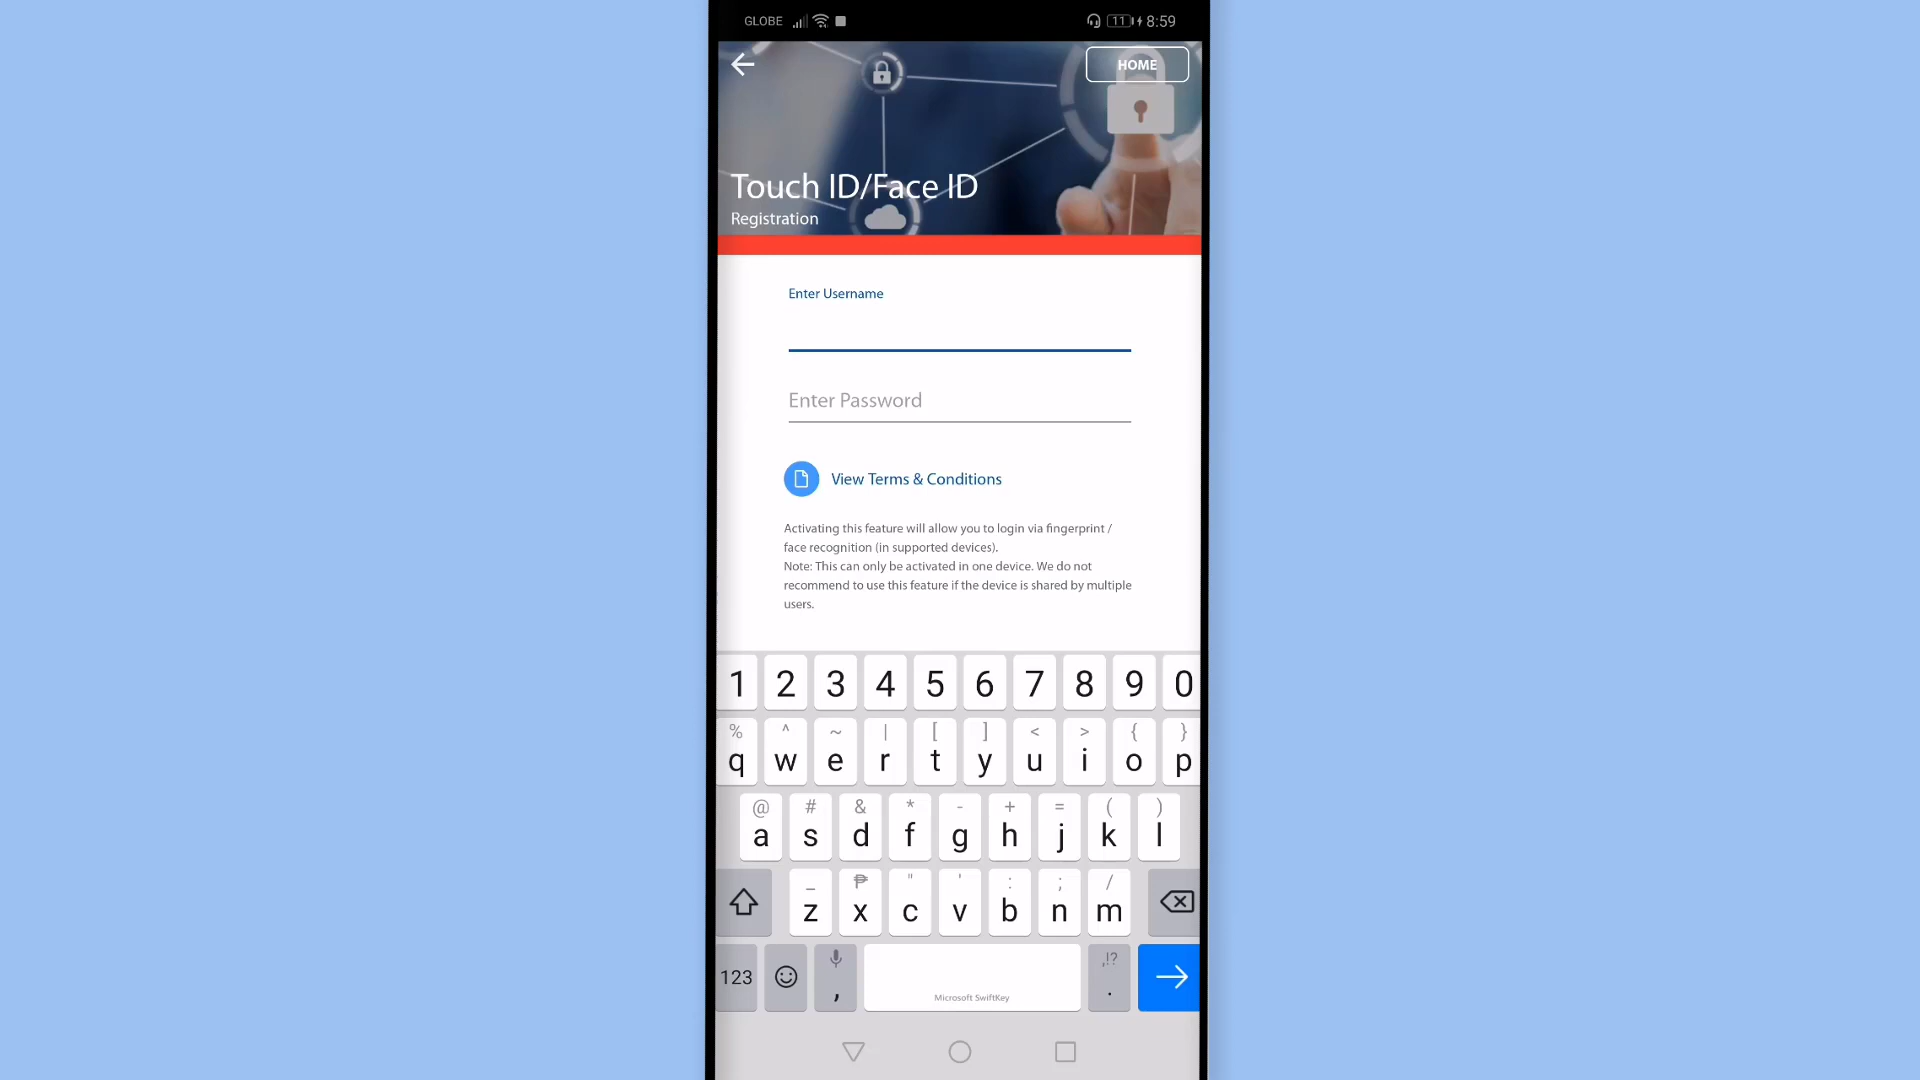 GLOBE 11 8:59
HOME
Touch ID/Face ID
Registration
Enter Username
Enter Password
View Terms & Conditions
Activating this feature will allow you to login via fingerprint /
face recognition (in supported devices).
Note: This can only be activated in one device. We do not
recommend to use this feature if the device is shared by multiple
users.
1 2 3 4 5 6 7 8 9 0
% ^ ~ | [ ] < > { }
q w e r t y u i o p
@ # & * - + = ( )
a s d f g h j k l
_ ₱ " ' : ; /
z x c v b n m
,!?
123 , .
Microsoft SwiftKey